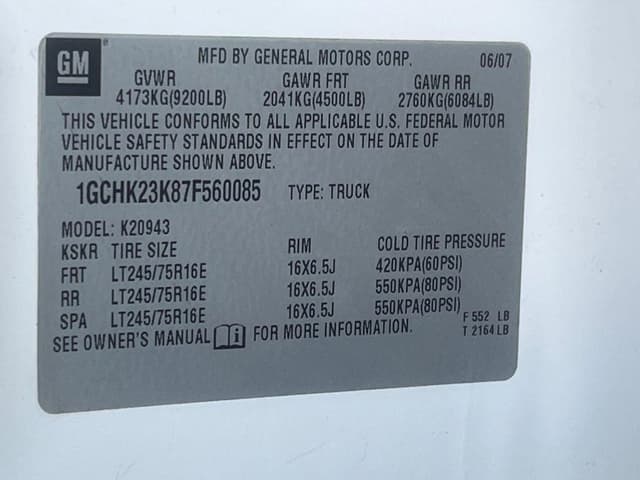 GM
MFD BY GENERAL MOTORS CORP. 06/07
GVWR GAWR FRT GAWR RR
4173KG(9200LB) 2041KG(4500LB) 2760KG(6084LB)
THIS VEHICLE CONFORMS TO ALL APPLICABLE U.S. FEDERAL MOTOR
VEHICLE SAFETY STANDARDS IN EFFECT ON THE DATE OF
MANUFACTURE SHOWN ABOVE.
1GCHK23K87F560085 TYPE: TRUCK
MODEL: K20943
KSKR TIRE SIZE RIM COLD TIRE PRESSURE
FRT LT245/75R16E 16X6.5J 420KPA(60PSI)
RR LT245/75R16E 16X6.5J 550KPA(80PSI)
SPA LT245/75R16E 16X6.5J 550KPA(80PSI)
F 552 LB
SEE OWNER'S MANUAL i FOR MORE INFORMATION. T 2164 LB